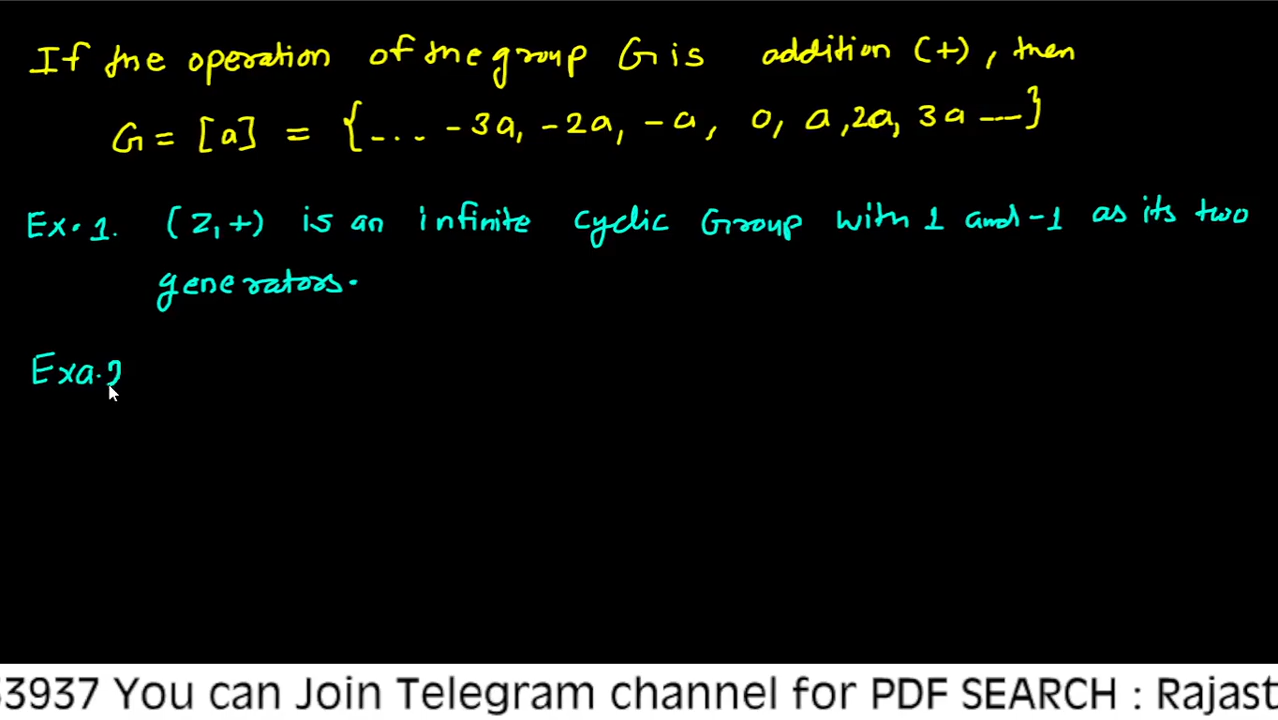 If the operation of the group G is addition (+), then
G = [a] = {... -3a, -2a, -a, 0, a, 2a, 3a ---}
Ex. 1. (Z, +) is an infinite cyclic Group with 1 and -1 as its two
generators.
Exa. 2
53937 You can Join Telegram channel for PDF SEARCH : Rajast